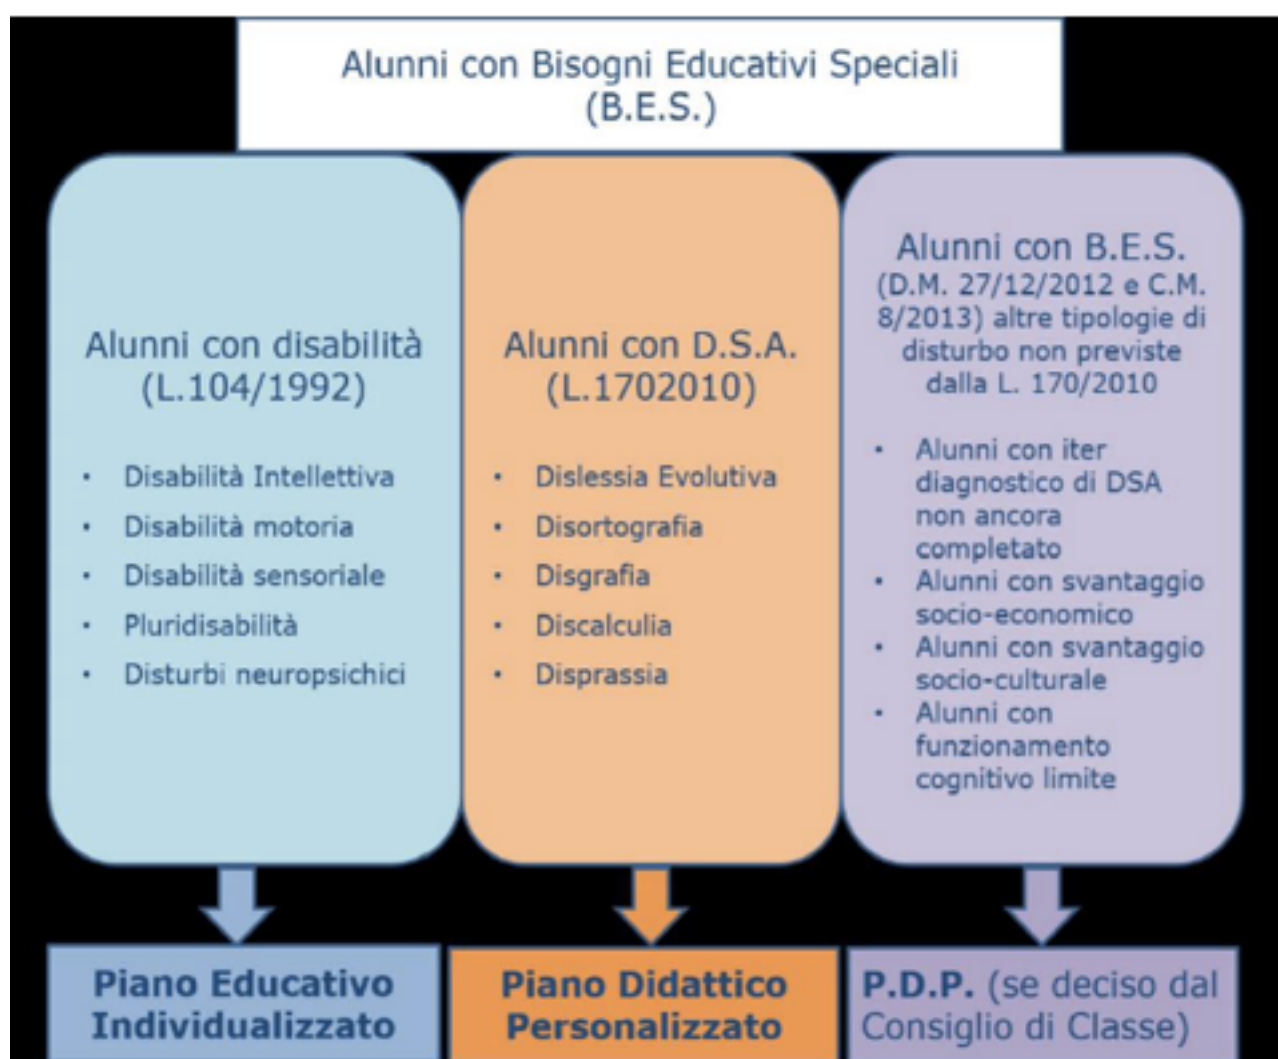 Alunni con Bisogni Educativi Speciali
(B.E.S.)
Alunni con disabilità
(L.104/1992)
• Disabilità Intellettiva
• Disabilità motoria
• Disabilità sensoriale
• Pluridisabilità
• Disturbi neuropsichici
Piano Educativo
Individualizzato
Alunni con D.S.A.
(L.1702010)
• Dislessia Evolutiva
• Disortografia
• Disgrafia
• Discalculia
• Disprassia
Piano Didattico
Personalizzato
Alunni con B.E.S.
(D.M. 27/12/2012 e C.M.
8/2013) altre tipologie di
disturbo non previste
dalla L. 170/2010
• Alunni con iter
diagnostico di DSA
non ancora
completato
• Alunni con svantaggio
socio-economico
• Alunni con svantaggio
socio-culturale
• Alunni con
funzionamento
cognitivo limite
P.D.P. (se deciso dal
Consiglio di Classe)